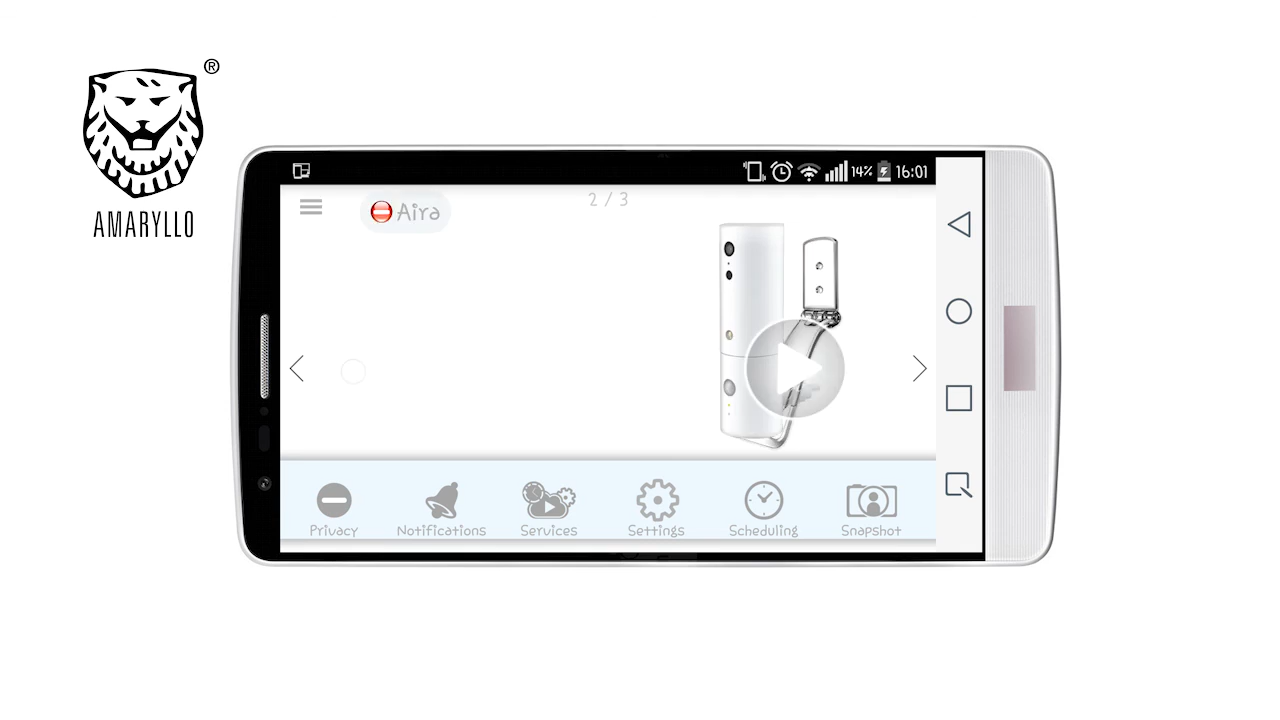 ®
AMARYLLO
14% 16:01
Aira
2 / 3
Privacy
Notifications
Services
Settings
Scheduling
Snapshot